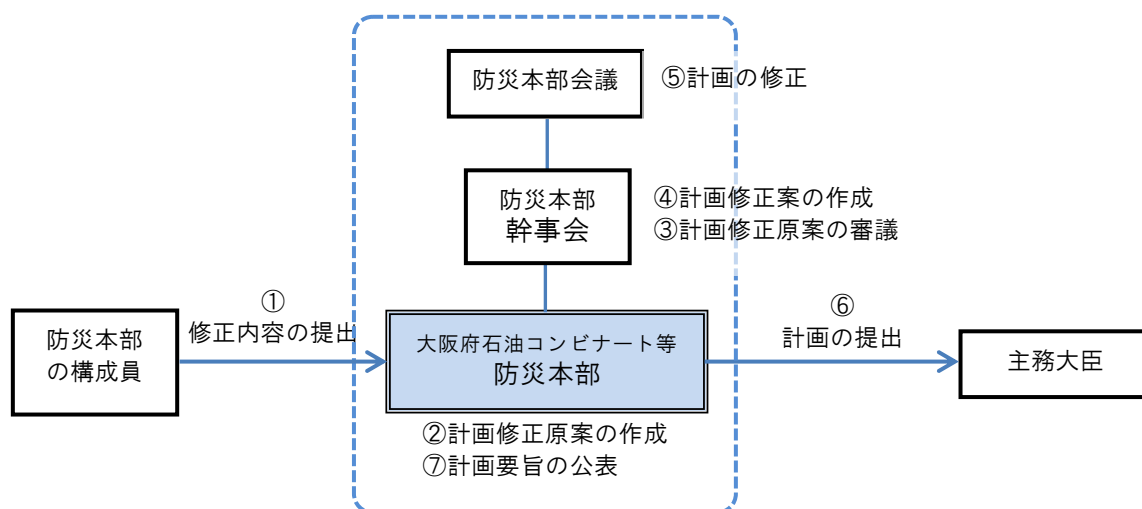 防災本部会議
⑤計画の修正
防災本部
幹事会
④計画修正案の作成
③計画修正原案の審議
防災本部
の構成員
①
修正内容の提出
大阪府石油コンビナート等
防災本部
⑥
計画の提出
主務大臣
②計画修正原案の作成
⑦計画要旨の公表